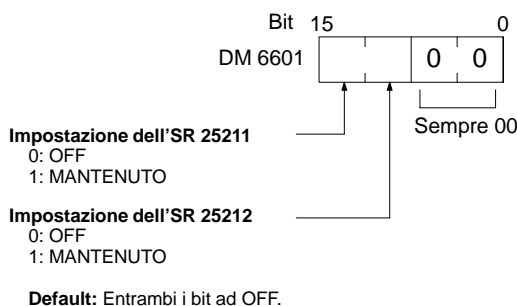 Bit 15 0
DM 6601 0 0
Sempre 00
Impostazione dell'SR 25211
0: OFF
1: MANTENUTO
Impostazione dell'SR 25212
0: OFF
1: MANTENUTO
Default: Entrambi i bit ad OFF.